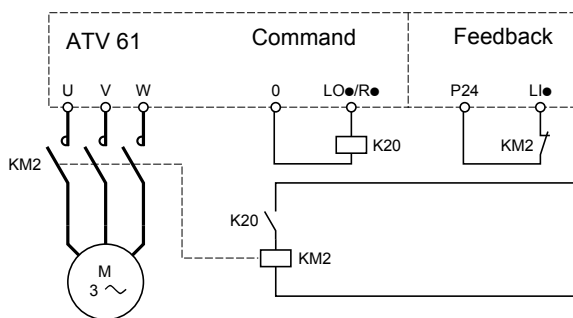 ATV 61 Command Feedback
U V W 0 LO●/R● P24 LI●
K20 KM2
KM2
K20
KM2
M
3 ~